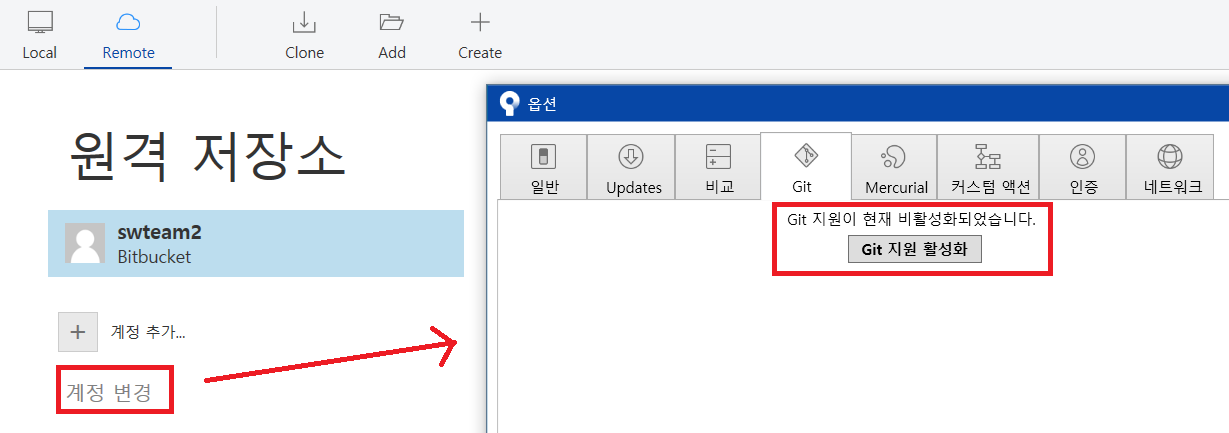 Local
Remote
Clone
Add
Create
원격 저장소
swteam2
Bitbucket
계정 추가...
계정 변경
옵션
일반
Updates
비교
Git
Mercurial
커스텀 액션
인증
네트워크
Git 지원이 현재 비활성화되었습니다.
Git 지원 활성화